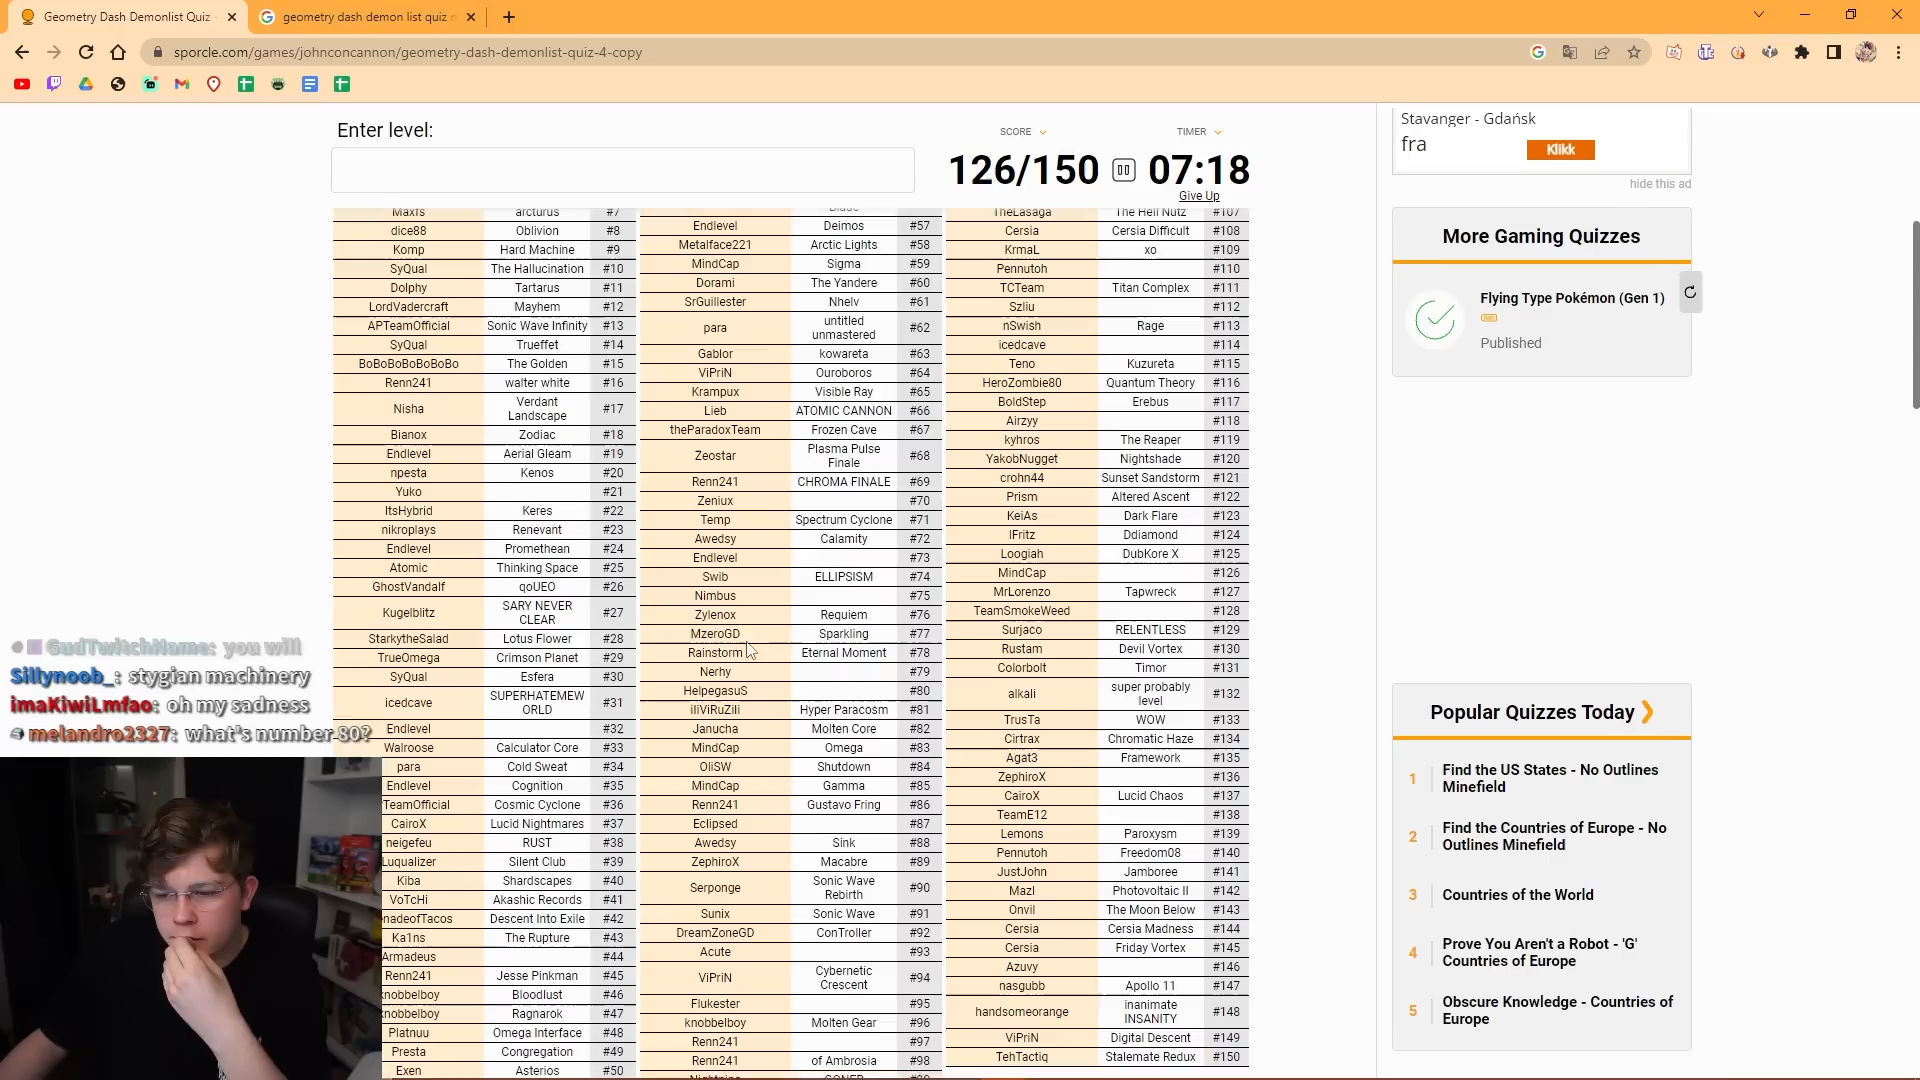 Geometry Dash Demonlist Quiz -
geometry dash demon list quiz n
sporcle.com/games/johnconcannon/geometry-dash-demonlist-quiz-4-copy
Enter level:
SCORE
TIMER
126/150
07:18
Give Up
Maxfs arcturus #7
dice88 Oblivion #8
Komp Hard Machine #9
SyQual The Hallucination #10
Dolphy Tartarus #11
LordVadercraft Mayhem #12
APTeamOfficial Sonic Wave Infinity #13
SyQual Trueffet #14
BoBoBoBoBoBoBo The Golden #15
Renn241 walter white #16
Nisha Verdant Landscape #17
Bianox Zodiac #18
Endlevel Aerial Gleam #19
npesta Kenos #20
Yuko #21
ItsHybrid Keres #22
nikroplays Renevant #23
Endlevel Promethean #24
Atomic Thinking Space #25
GhostVandalf qoUEO #26
Kugelblitz SARY NEVER CLEAR #27
StarkytheSalad Lotus Flower #28
TrueOmega Crimson Planet #29
SyQual Esfera #30
icedcave SUPERHATEMEW ORLD #31
Endlevel #32
Walroose Calculator Core #33
para Cold Sweat #34
Endlevel Cognition #35
TeamOfficial Cosmic Cyclone #36
CairoX Lucid Nightmares #37
neigefeu RUST #38
Luqualizer Silent Club #39
Kiba Shardscapes #40
VoTcHi Akashic Records #41
nadeofTacos Descent Into Exile #42
Ka1ns The Rupture #43
Armadeus #44
Renn241 Jesse Pinkman #45
knobbelboy Bloodlust #46
knobbelboy Ragnarok #47
Platnuu Omega Interface #48
Presta Congregation #49
Exen Asterios #50
Endlevel Deimos #57
Metalface221 Arctic Lights #58
MindCap Sigma #59
Dorami The Yandere #60
SrGuillester Nhelv #61
para untitled unmastered #62
Gablor kowareta #63
ViPriN Ouroboros #64
Krampux Visible Ray #65
Lieb ATOMIC CANNON #66
theParadoxTeam Frozen Cave #67
Zeostar Plasma Pulse Finale #68
Renn241 CHROMA FINALE #69
Zeniux #70
Temp Spectrum Cyclone #71
Awedsy Calamity #72
Endlevel #73
Swib ELLIPSISM #74
Nimbus #75
Zylenox Requiem #76
MzeroGD Sparkling #77
Rainstorm Eternal Moment #78
Nerhy #79
HelpegasuS #80
iIiViRuZiIi Hyper Paracosm #81
Janucha Molten Core #82
MindCap Omega #83
OliSW Shutdown #84
MindCap Gamma #85
Renn241 Gustavo Fring #86
Eclipsed #87
Awedsy Sink #88
ZephiroX Macabre #89
Serponge Sonic Wave Rebirth #90
Sunix Sonic Wave #91
DreamZoneGD ConTroller #92
Acute #93
ViPriN Cybernetic Crescent #94
Flukester #95
knobbelboy Molten Gear #96
Renn241 #97
Renn241 of Ambrosia #98
TheLasaga The Hell Nutz #107
Cersia Cersia Difficult #108
KrmaL xo #109
Pennutoh #110
TCTeam Titan Complex #111
Szliu #112
nSwish Rage #113
icedcave #114
Teno Kuzureta #115
HeroZombie80 Quantum Theory #116
BoldStep Erebus #117
Airzyy #118
kyhros The Reaper #119
YakobNugget Nightshade #120
crohn44 Sunset Sandstorm #121
Prism Altered Ascent #122
KeiAs Dark Flare #123
IFritz Ddiamond #124
Loogiah DubKore X #125
MindCap #126
MrLorenzo Tapwreck #127
TeamSmokeWeed #128
Surjaco RELENTLESS #129
Rustam Devil Vortex #130
Colorbolt Timor #131
alkali super probably level #132
TrusTa WOW #133
Cirtrax Chromatic Haze #134
Agat3 Framework #135
ZephiroX #136
CairoX Lucid Chaos #137
TeamE12 #138
Lemons Paroxysm #139
Pennutoh Freedom08 #140
JustJohn Jamboree #141
MazI Photovoltaic II #142
Onvil The Moon Below #143
Cersia Cersia Madness #144
Cersia Friday Vortex #145
Azuvy #146
nasgubb Apollo 11 #147
handsomeorange inanimate INSANITY #148
ViPriN Digital Descent #149
TehTactiq Stalemate Redux #150
GudTwitchName: you will
Sillynoob_: stygian machinery
imaKiwiLmfao: oh my sadness
melandro2327: what's number 80?
Stavanger - Gdańsk
fra
Klikk
hide this ad
More Gaming Quizzes
Flying Type Pokémon (Gen 1)
Published
Popular Quizzes Today
1 Find the US States - No Outlines Minefield
2 Find the Countries of Europe - No Outlines Minefield
3 Countries of the World
4 Prove You Aren't a Robot - 'G' Countries of Europe
5 Obscure Knowledge - Countries of Europe